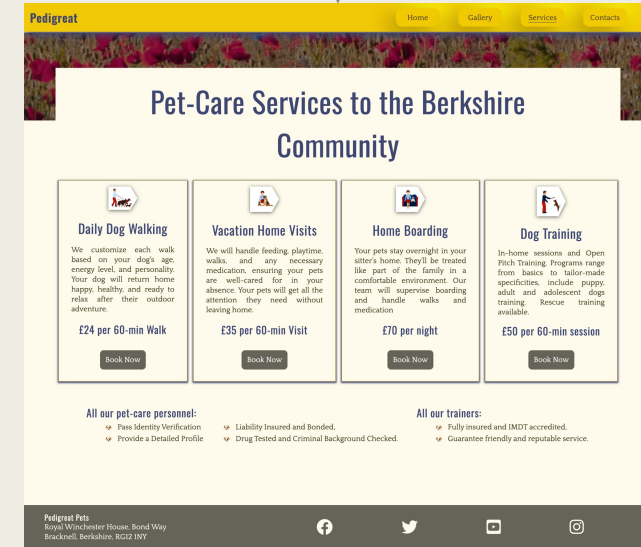 Pedigreat
Home
Gallery
Services
Contacts
Pet-Care Services to the Berkshire
Community
Daily Dog Walking
We customize each walk
based on your dog's age,
energy level, and personality.
Your dog will return home
happy, healthy, and ready to
relax after their outdoor
adventure.
£24 per 60-min Walk
Book Now
Vacation Home Visits
We will handle feeding, playtime,
walks, and any necessary
medication, ensuring your pets
are well-cared for in your
absence. Your pets will get all the
attention they need without
leaving home.
£35 per 60-min Visit
Book Now
Home Boarding
Your pets stay overnight in your
sitter's home. They'll be treated
like part of the family in a
comfortable environment. Our
team will supervise boarding
and handle walks and
medication
£70 per night
Book Now
Dog Training
In-home sessions and Open
Pitch Training. Programs range
from basics to tailor-made
specificities, include puppy,
adult and adolescent dogs
training. Rescue training
available.
£50 per 60-min session
Book Now
All our pet-care personnel:
Pass Identity Verification
Provide a Detailed Profile
Liability Insured and Bonded,
Drug Tested and Criminal Background Checked.
All our trainers:
Fully insured and IMDT accredited,
Guarantee friendly and reputable service.
Pedigreat Pets
Royal Winchester House, Bond Way
Bracknell, Berkshire, RG12 1NY